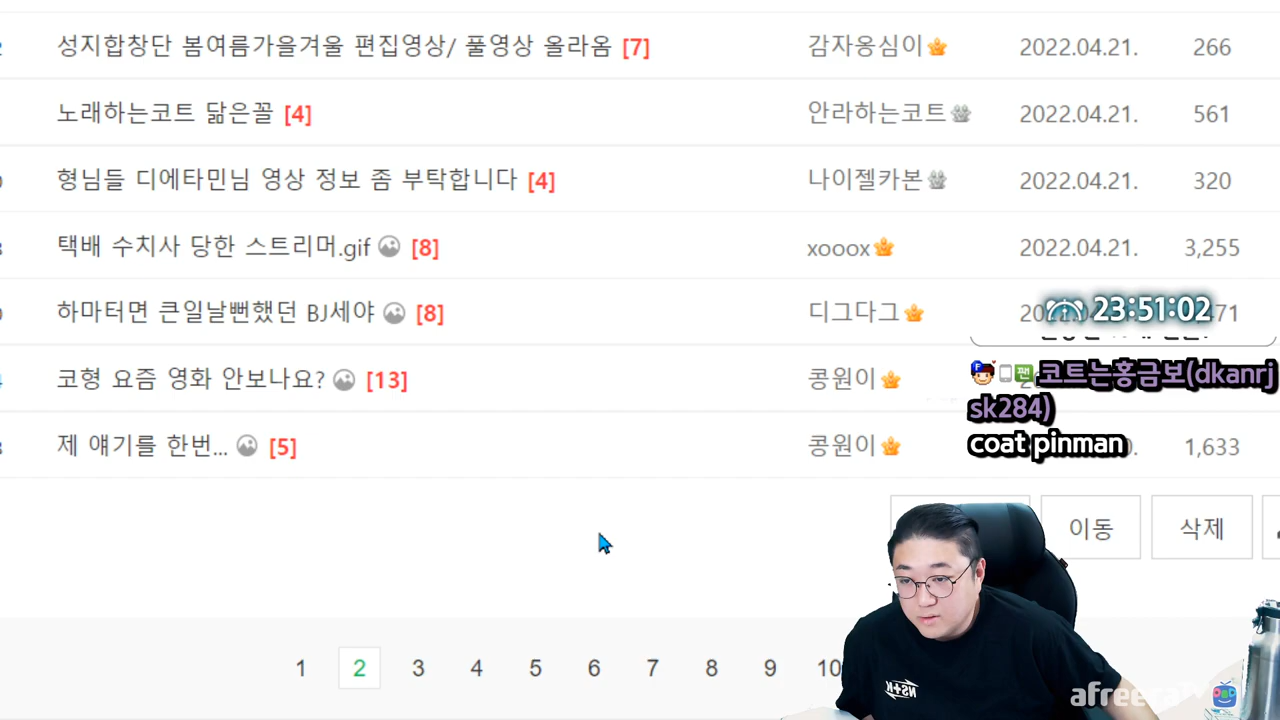 성지합창단 봄여름가을겨울 편집영상/ 풀영상 올라옴 [7] 감자옹심이 2022.04.21. 266
노래하는코트 닮은꼴 [4] 안라하는코트 2022.04.21. 561
형님들 디에타민님 영상 정보 좀 부탁합니다 [4] 나이젤카본 2022.04.21. 320
택배 수치사 당한 스트리머.gif [8] xooox 2022.04.21. 3,255
하마터면 큰일날뻔했던 BJ세야 [8] 디그다그
23:51:02
코형 요즘 영화 안보나요? [13] 콩원이
팬 코트는홍금보(dkanrj
sk284)
coat pinman
제 얘기를 한번... [5] 콩원이 1,633
이동 삭제
1 2 3 4 5 6 7 8 9 10
afreecaTV